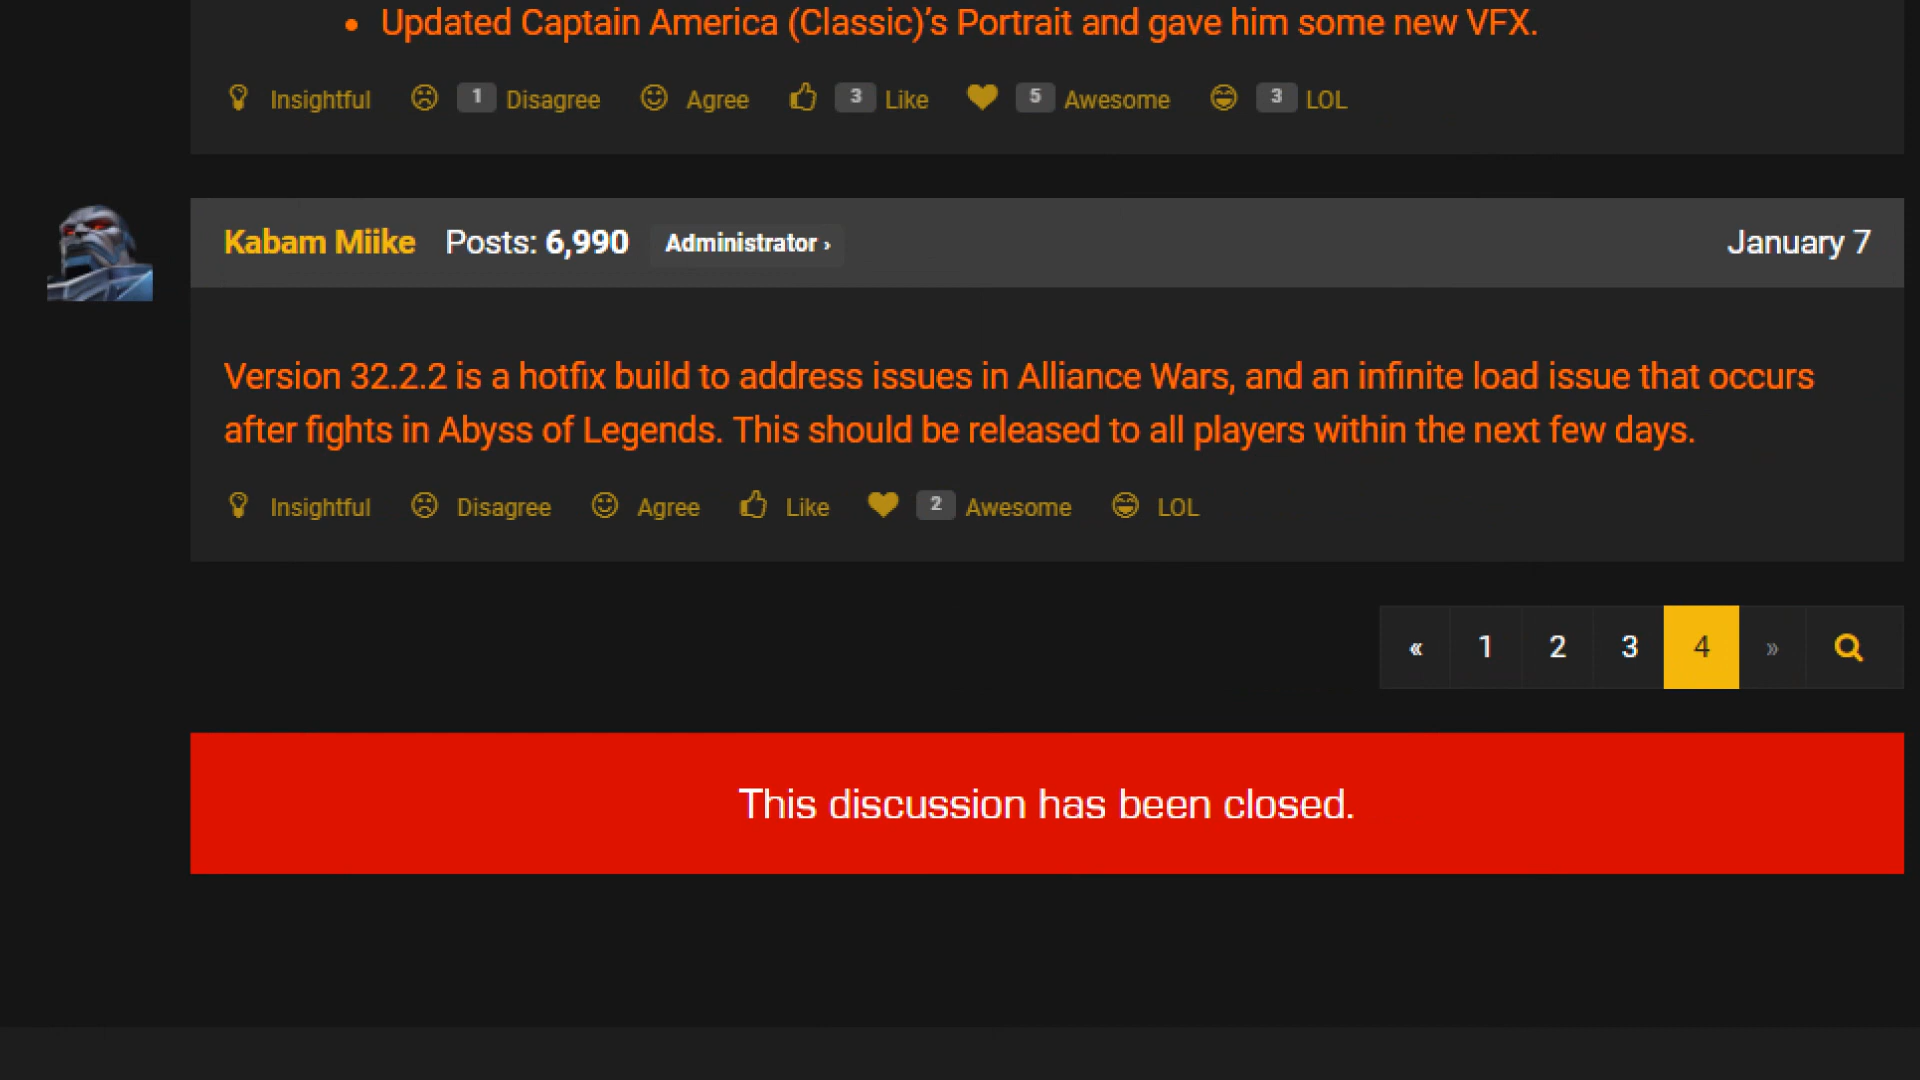 • Updated Captain America (Classic)’s Portrait and gave him some new VFX.
Insightful 1 Disagree Agree 3 Like 5 Awesome 3 LOL
Kabam Miike Posts: 6,990 Administrator › January 7
Version 32.2.2 is a hotfix build to address issues in Alliance Wars, and an infinite load issue that occurs
after fights in Abyss of Legends. This should be released to all players within the next few days.
Insightful Disagree Agree Like 2 Awesome LOL
« 1 2 3 4 »
This discussion has been closed.